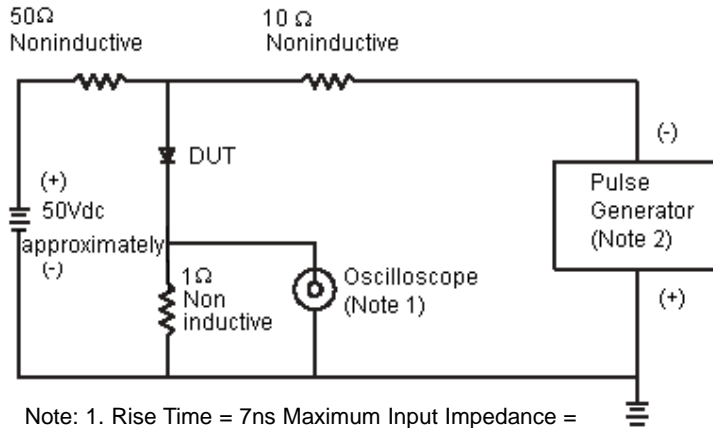 50Ω
Noninductive
10 Ω
Noninductive
DUT
(+)
50Vdc
approximately
(-)
1Ω
Non
inductive
Oscilloscope
(Note 1)
(-)
Pulse
Generator
(Note 2)
(+)
Note: 1. Rise Time = 7ns Maximum Input Impedance =